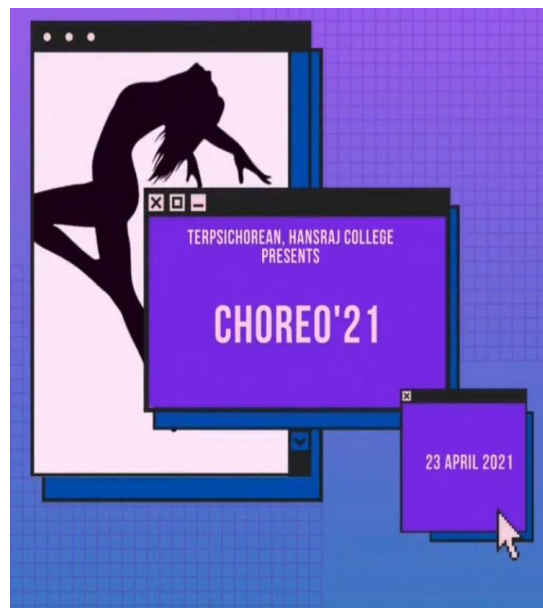 TERPSICHOREAN, HANSRAJ COLLEGE
PRESENTS
CHOREO'21
23 APRIL 2021